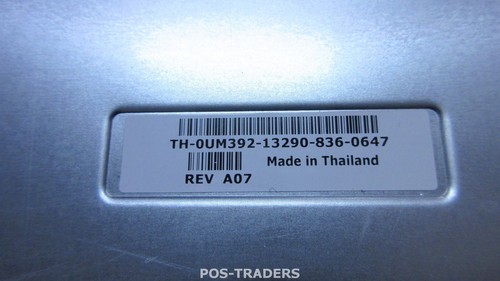 TH-0UM392-13290-836-0647
Made in Thailand
REV A07
POS-TRADERS